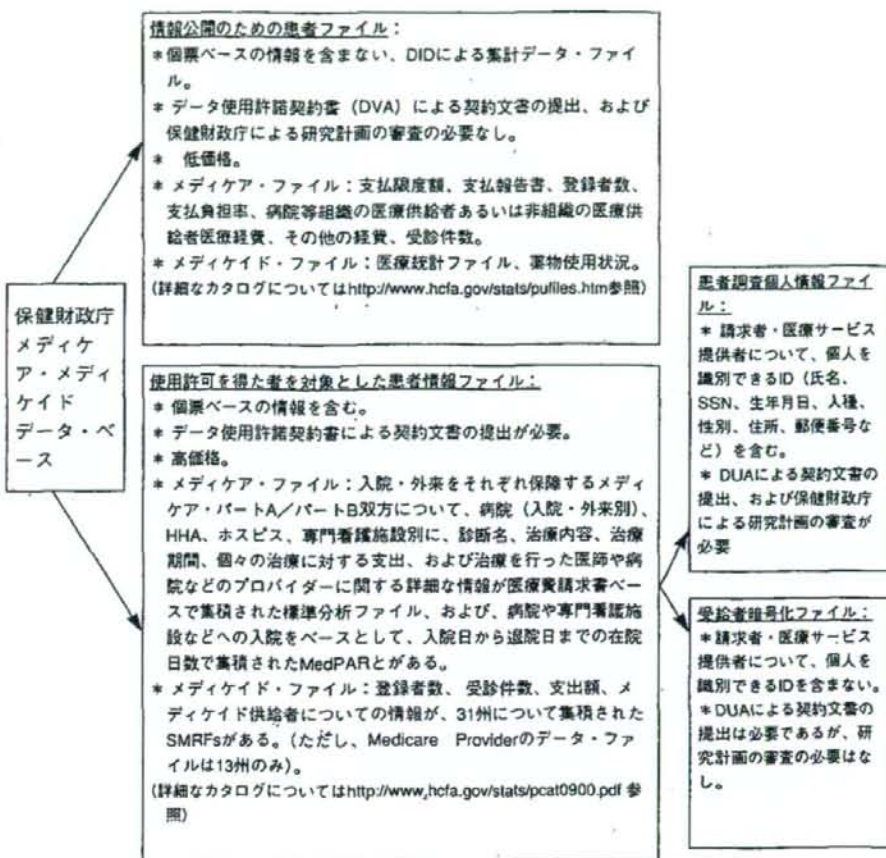 情報公開のための患者ファイル：
＊個票ベースの情報を含まない、DIDによる集計データ・ファイ
ル。
＊ データ使用許諾契約書（DVA）による契約文書の提出、および
保健財政庁による研究計画の審査の必要なし。
＊ 低価格。
＊ メディケア・ファイル：支払限度額、支払報告書、登録者数、
支払負担率、病院等組織の医療供給者あるいは非組織の医療供
給者医療経費、その他の経費、受診件数。
＊ メディケイド・ファイル：医療統計ファイル、薬物使用状況。
(詳細なカタログについてはhttp://www.hcfa.gov/stats/pufiles.htm参照)
保健財政庁
メディケ
ア・メディ
ケイド
データ・ベ
ース
使用許可を得た者を対象とした患者情報ファイル：
＊ 個票ベースの情報を含む。
＊ データ使用許諾契約書による契約文書の提出が必要。
＊ 高価格。
＊ メディケア・ファイル：入院・外来をそれぞれ保障するメディ
ケア・パートA／パートB双方について、病院（入院・外来別）、
HHA、ホスピス、専門看護施設別に、診断名、治療内容、治療
期間、個々の治療に対する支出、および治療を行った医師や病
院などのプロバイダーに関する詳細な情報が医療費請求書ベー
スで集積された標準分析ファイル、および、病院や専門看護施
設などへの入院をベースとして、入院日から退院日までの在院
日数で集積されたMedPARとがある。
＊ メディケイド・ファイル：登録者数、 受診件数、支出額、メ
ディケイド供給者についての情報が、31州について集積された
SMRFsがある。（ただし、Medicare Providerのデータ・ファ
イルは13州のみ）。
(詳細なカタログについてはhttp://www.hcfa.gov/stats/pcat0900.pdf 参
照)
患者調査個人情報ファイ
ル：
＊ 請求者・医療サービス
提供者について、個人を
識別できるID（氏名、
SSN、生年月日、人種、
性別、住所、郵便番号な
ど）を含む。
＊ DUAによる契約文書の
提出、および保健財政庁
による研究計画の審査が
必要
受給者暗号化ファイル：
＊請求者・医療サービス
提供者について、個人を
識別できるIDを含まない。
＊DUAによる契約文書の
提出は必要であるが、研
究計画の審査の必要はな
し。